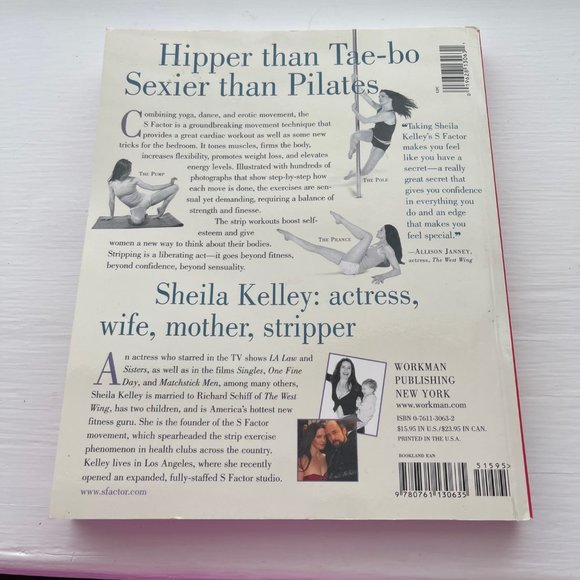 Hipper than Tae-bo
Sexier than Pilates
Combining yoga, dance, and erotic movement, the
S Factor is a groundbreaking movement technique that
provides a great cardiac workout as well as some new
tricks for the bedroom. It tones muscles, firms the body,
increases flexibility, promotes weight loss, and elevates
energy levels. Illustrated with hundreds of
photographs that show step-by-step how
each move is done, the exercises are sen-
sual yet demanding, requiring a balance of
strength and finesse.
The strip workouts boost self-
esteem and give
women a new way to think about their bodies.
Stripping is a liberating act—it goes beyond fitness,
beyond confidence, beyond sensuality.
The Pump
The Pole
The Prance
"Taking Sheila
Kelley's S Factor
makes you feel
like you have a
secret—a really
great secret that
gives you confidence
in everything you
do and an edge
that makes you
feel special."
—Allison Janney,
actress, The West Wing
UPC
Sheila Kelley: actress,
wife, mother, stripper
An actress who starred in the TV shows LA Law and
Sisters, as well as in the films Singles, One Fine
Day, and Matchstick Men, among many others,
Sheila Kelley is married to Richard Schiff of The West
Wing, has two children, and is America's hottest new
fitness guru. She is the founder of the S Factor
movement, which spearheaded the strip exercise
phenomenon in health clubs across the country.
Kelley lives in Los Angeles, where she recently
opened an expanded, fully-staffed S Factor studio.
www.sfactor.com
WORKMAN
PUBLISHING
NEW YORK
www.workman.com
ISBN 0-7611-3063-2
$15.95 IN U.S./$23.95 IN CAN.
PRINTED IN THE U.S.A.
BOOKLAND EAN
51595>
9 780761 130635